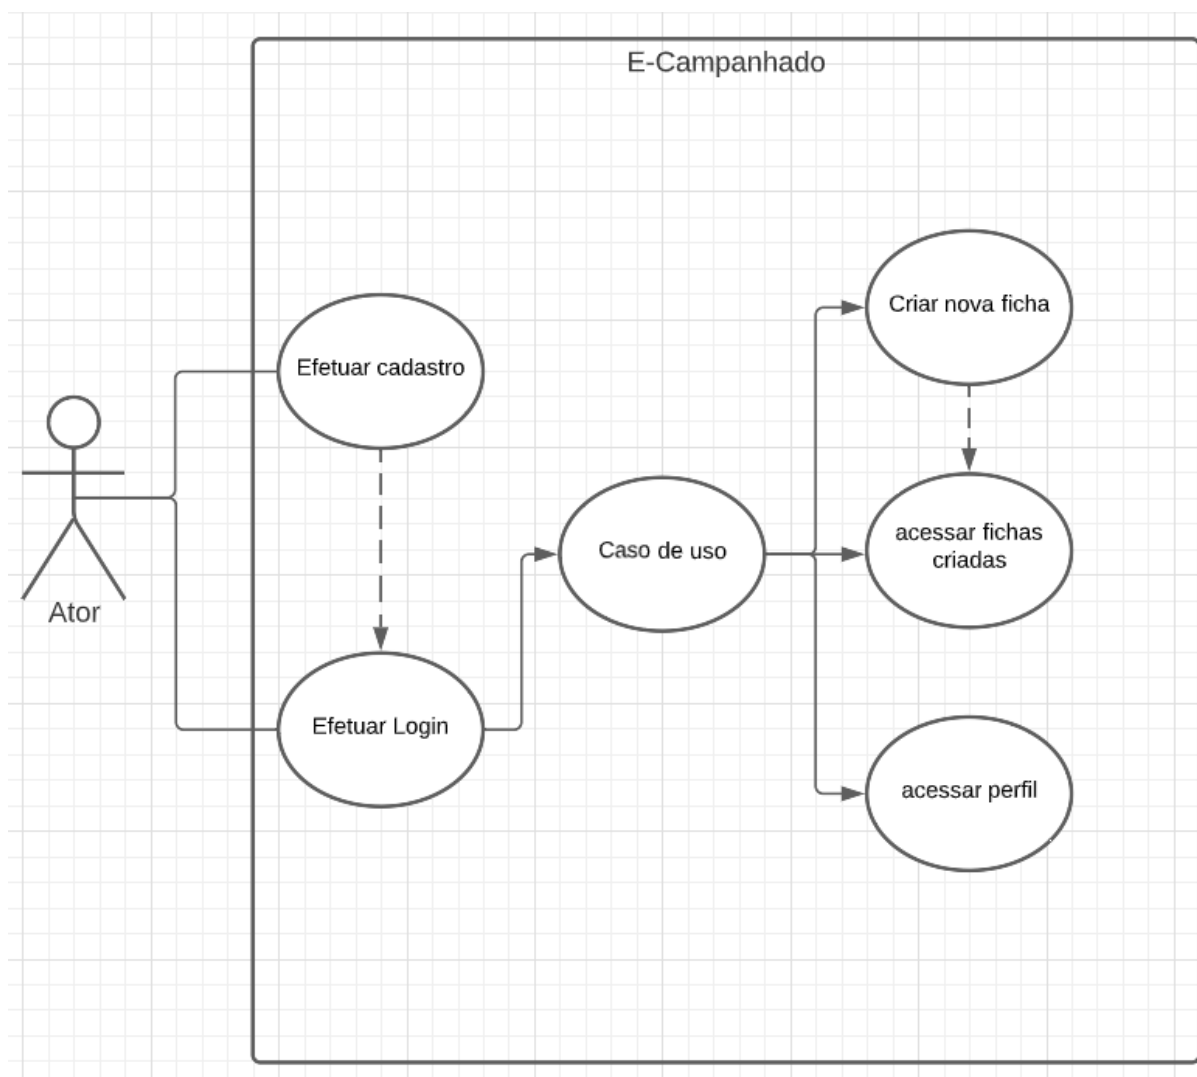 E-Campanhado
Efetuar cadastro
Criar nova ficha
Ator
Caso de uso
acessar fichas
criadas
Efetuar Login
acessar perfil